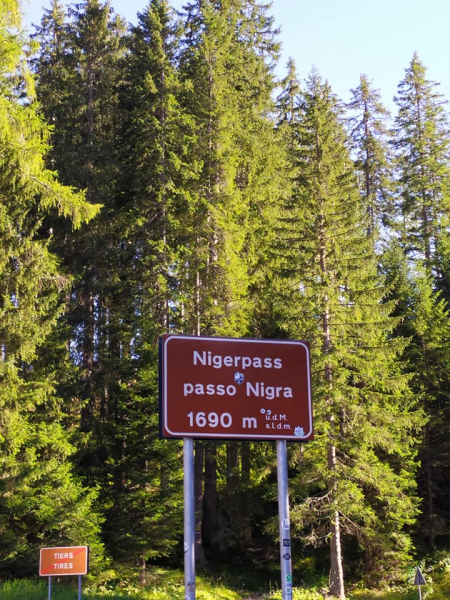 Nigerpass
passo Nigra
1690 m ü.d.M.
s.l.d.m.
TIERS
TIRES